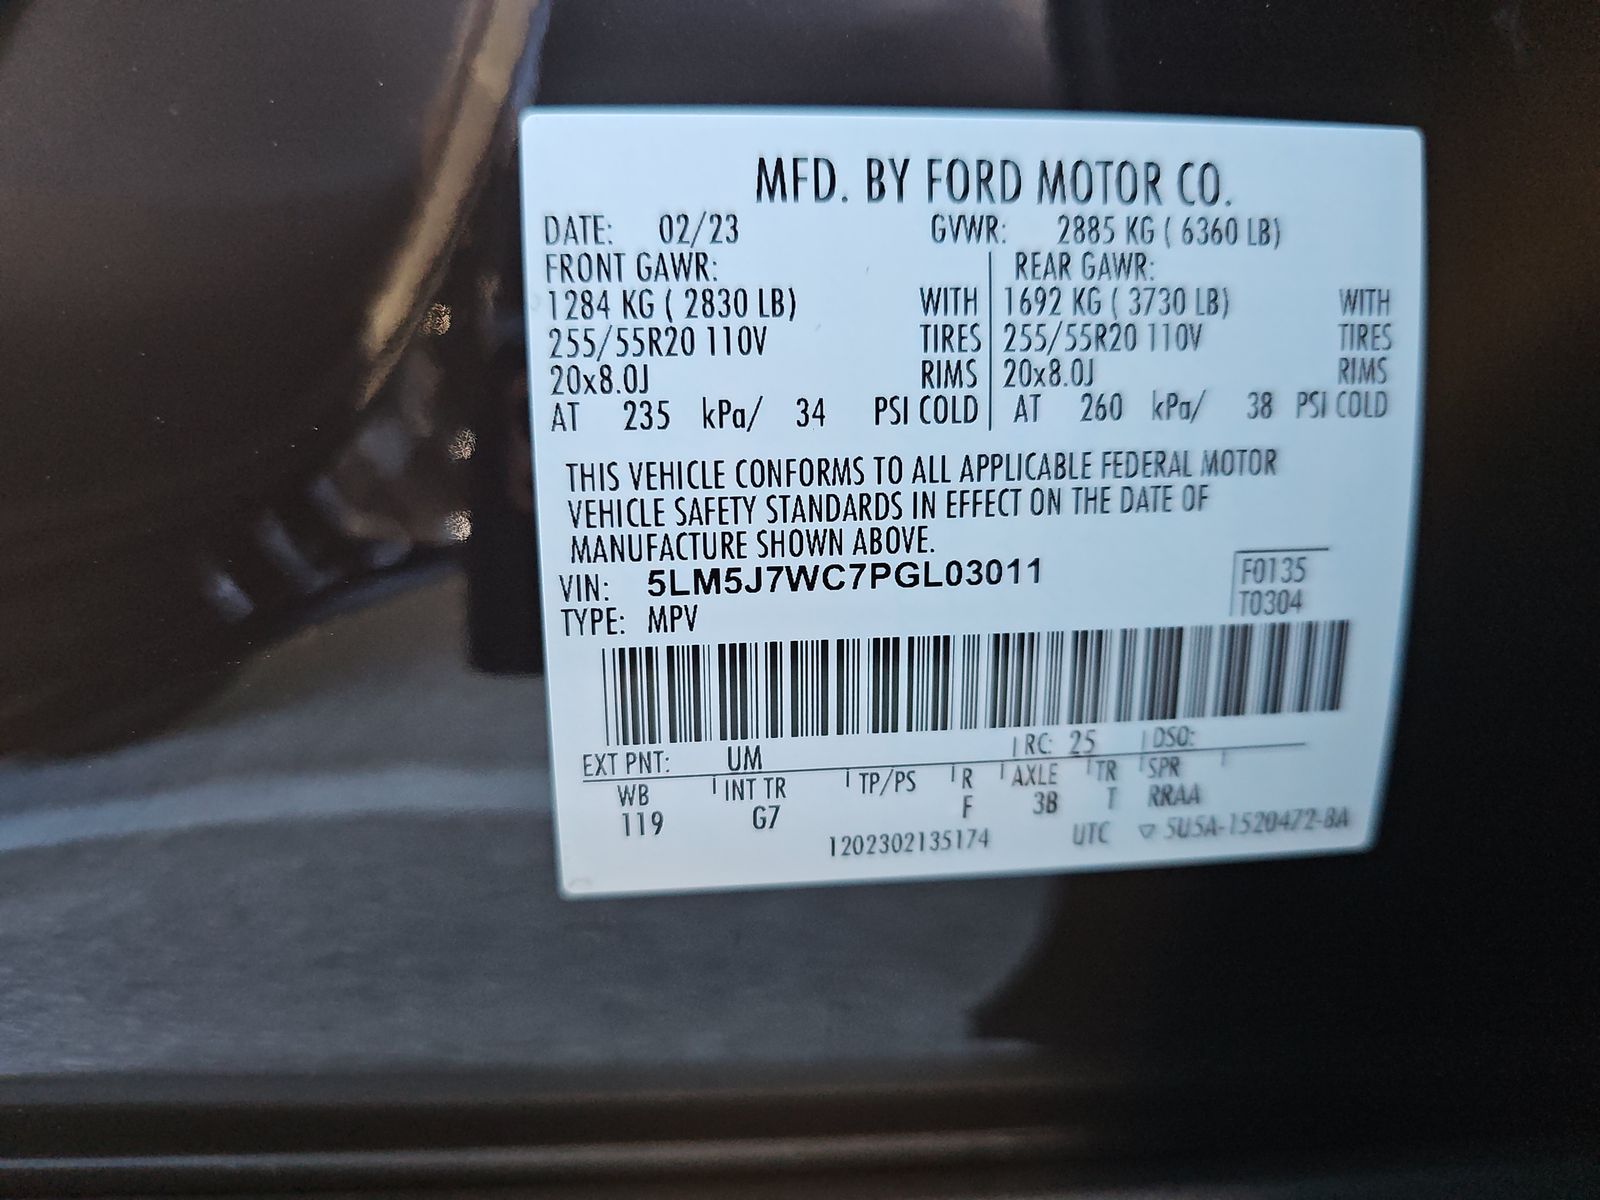 MFD. BY FORD MOTOR CO.
DATE: 02/23 GVWR: 2885 KG ( 6360 LB)
FRONT GAWR: REAR GAWR:
1284 KG ( 2830 LB) WITH 1692 KG ( 3730 LB) WITH
255/55R20 110V TIRES 255/55R20 110V TIRES
20x8.0J RIMS 20x8.0J RIMS
AT 235 kPa/ 34 PSI COLD AT 260 kPa/ 38 PSI COLD
THIS VEHICLE CONFORMS TO ALL APPLICABLE FEDERAL MOTOR
VEHICLE SAFETY STANDARDS IN EFFECT ON THE DATE OF
MANUFACTURE SHOWN ABOVE.
VIN: 5LM5J7WC7PGL03011 F0135
TYPE: MPV T0304
EXT PNT: UM RC: 25 DSO:
WB INT TR TP/PS R AXLE TR SPR
119 G7 F 3B T RRAA
1202302135174 UTC ▽ 5U5A-1520472-BA